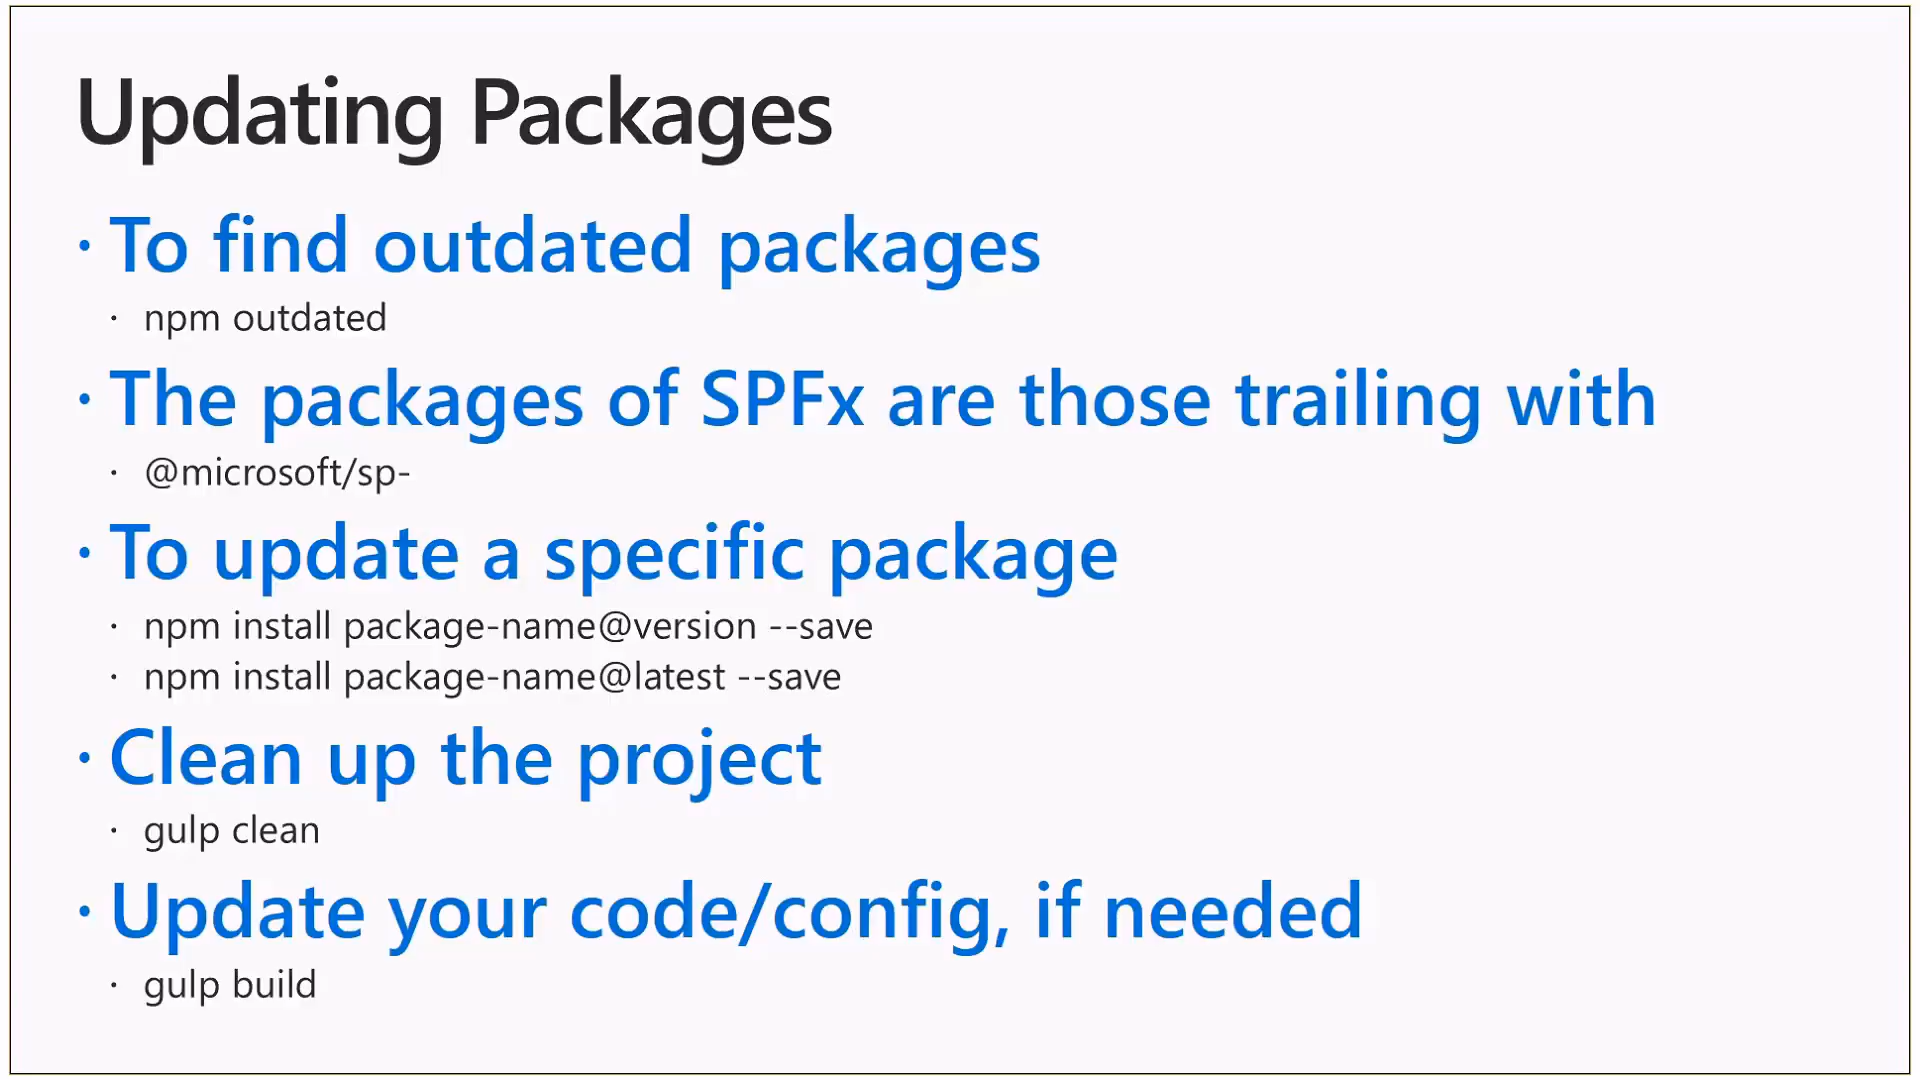 Updating Packages
· To find outdated packages
· npm outdated
· The packages of SPFx are those trailing with
· @microsoft/sp-
· To update a specific package
· npm install package-name@version --save
· npm install package-name@latest --save
· Clean up the project
· gulp clean
· Update your code/config, if needed
· gulp build